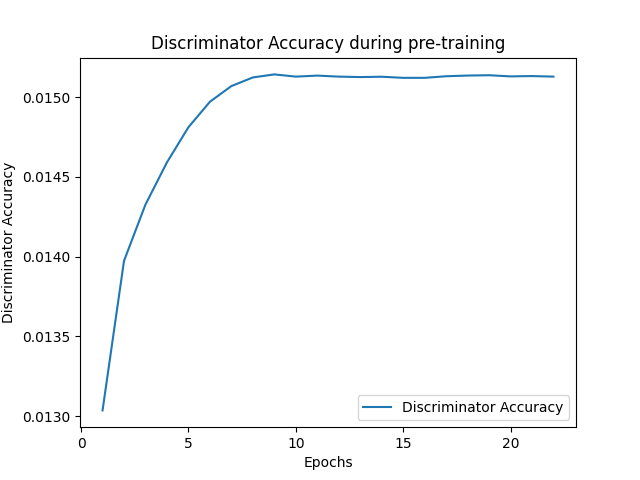 Discriminator Accuracy during pre-training
0.0150
0.0145
0.0140
0.0135
0.0130
Discriminator Accuracy
Discriminator Accuracy
0
5
10
15
20
Epochs